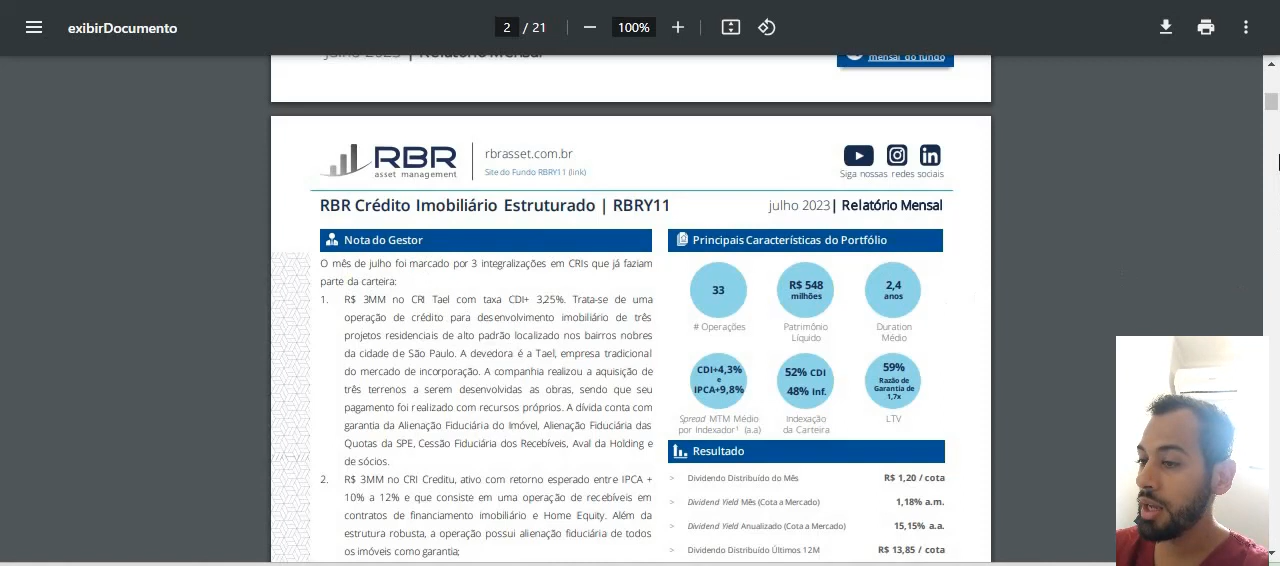 exibirDocumento
2 / 21
100%
julho 2023 | Relatório Mensal
mensal do fundo
RBR
asset management
rbrasset.com.br
Site do Fundo RBRY11 (link)
Siga nossas redes sociais
RBR Crédito Imobiliário Estruturado | RBRY11
julho 2023| Relatório Mensal
Nota do Gestor
O mês de julho foi marcado por 3 integralizações em CRIs que já faziam
parte da carteira:
1. R$ 3MM no CRI Tael com taxa CDI+ 3,25%. Trata-se de uma
operação de crédito para desenvolvimento imobiliário de três
projetos residenciais de alto padrão localizado nos bairros nobres
da cidade de São Paulo. A devedora é a Tael, empresa tradicional
do mercado de incorporação. A companhia realizou a aquisição de
três terrenos a serem desenvolvidas as obras, sendo que seu
pagamento foi realizado com recursos próprios. A dívida conta com
garantia da Alienação Fiduciária do Imóvel, Alienação Fiduciária das
Quotas da SPE, Cessão Fiduciária dos Recebíveis, Aval da Holding e
de sócios.
2. R$ 3MM no CRI Creditu, ativo com retorno esperado entre IPCA +
10% a 12% e que consiste em uma operação de recebíveis em
contratos de financiamento imobiliário e Home Equity. Além da
estrutura robusta, a operação possui alienação fiduciária de todos
os imóveis como garantia;
Principais Características do Portfólio
33
# Operações
R$ 548
milhões
Patrimônio
Líquido
2,4
anos
Duration
Médio
CDI+4,3%
e
IPCA+9,8%
Spread MTM Médio
por Indexador¹ (a.a)
52% CDI
48% Inf.
Indexação
da Carteira
59%
Razão de
Garantia de
1,7x
LTV
Resultado
> Dividendo Distribuído do Mês R$ 1,20 / cota
> Dividend Yield Mês (Cota a Mercado) 1,18% a.m.
> Dividend Yield Anualizado (Cota a Mercado) 15,15% a.a.
> Dividendo Distribuído Últimos 12M R$ 13,85 / cota